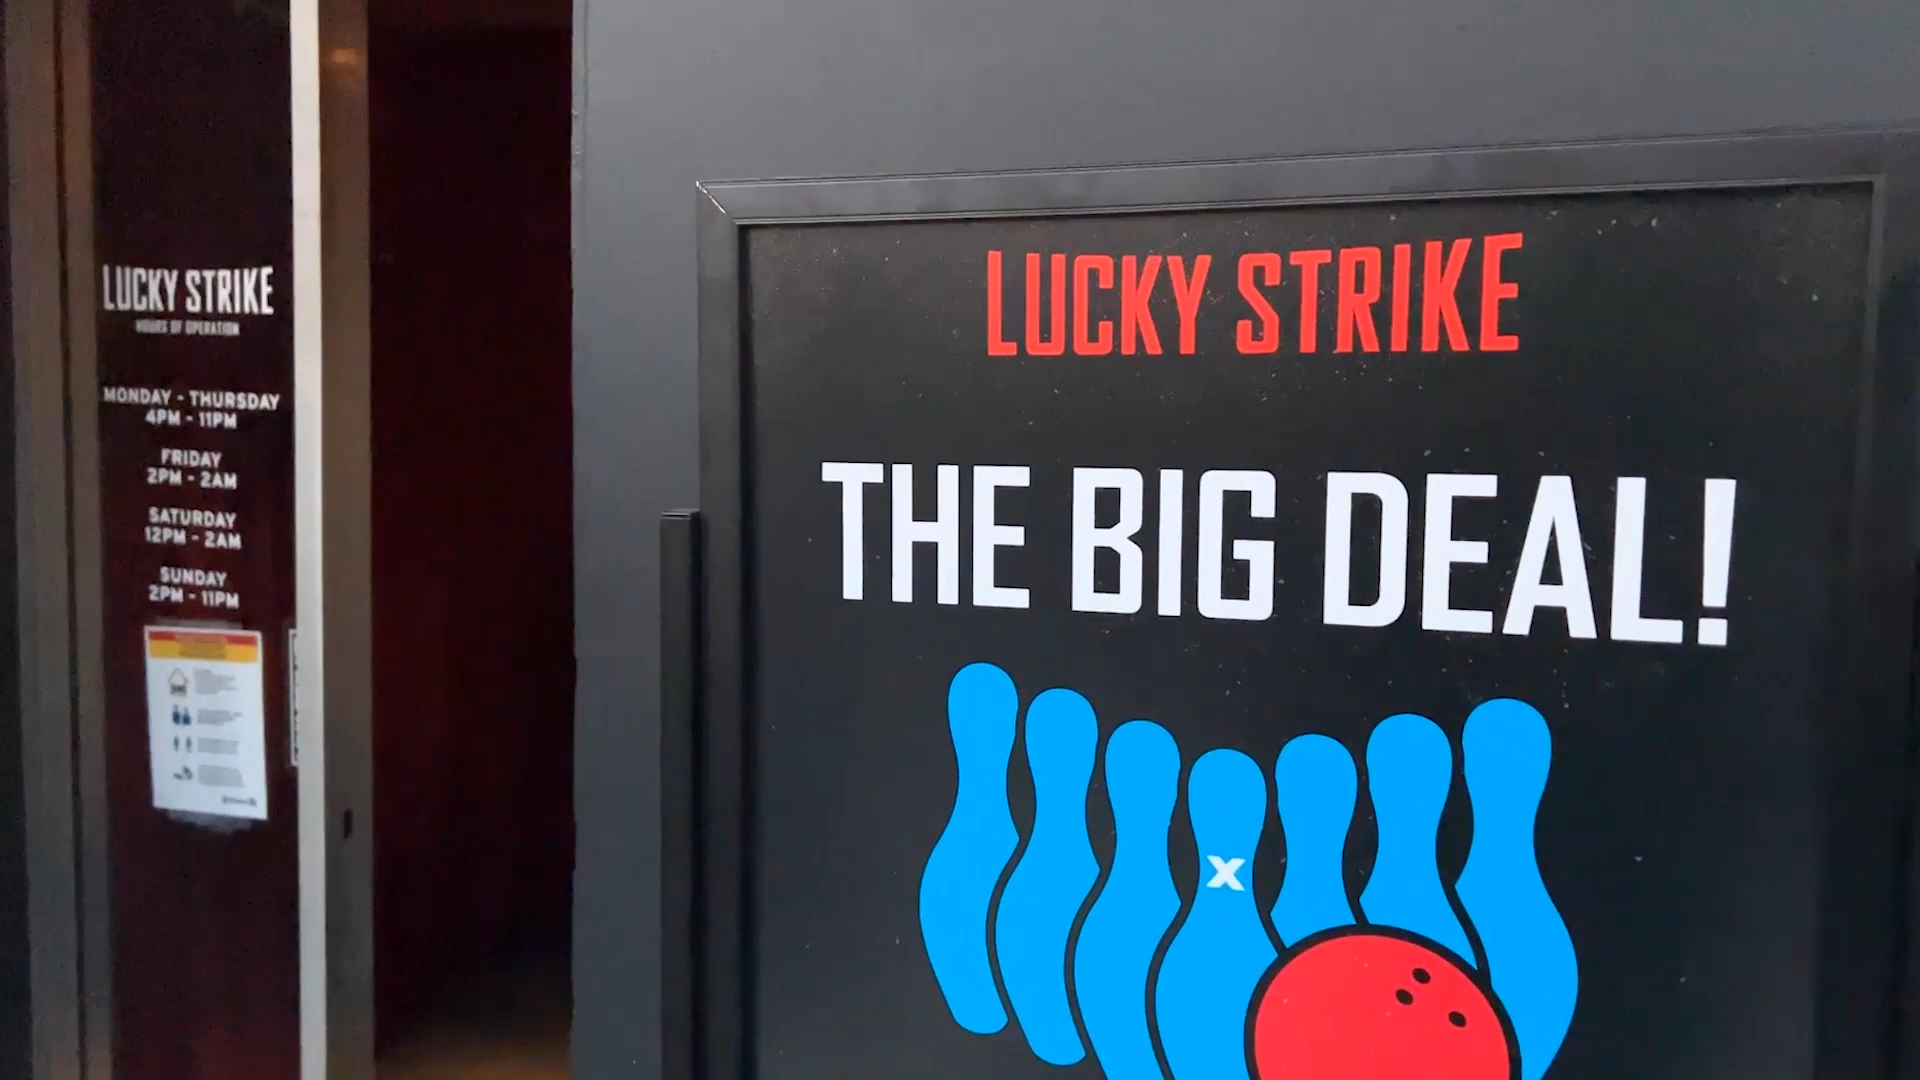 LUCKY STRIKE
HOURS OF OPERATION
MONDAY - THURSDAY
4PM - 11PM
FRIDAY
2PM - 2AM
SATURDAY
12PM - 2AM
SUNDAY
2PM - 11PM
LUCKY STRIKE
THE BIG DEAL!
X